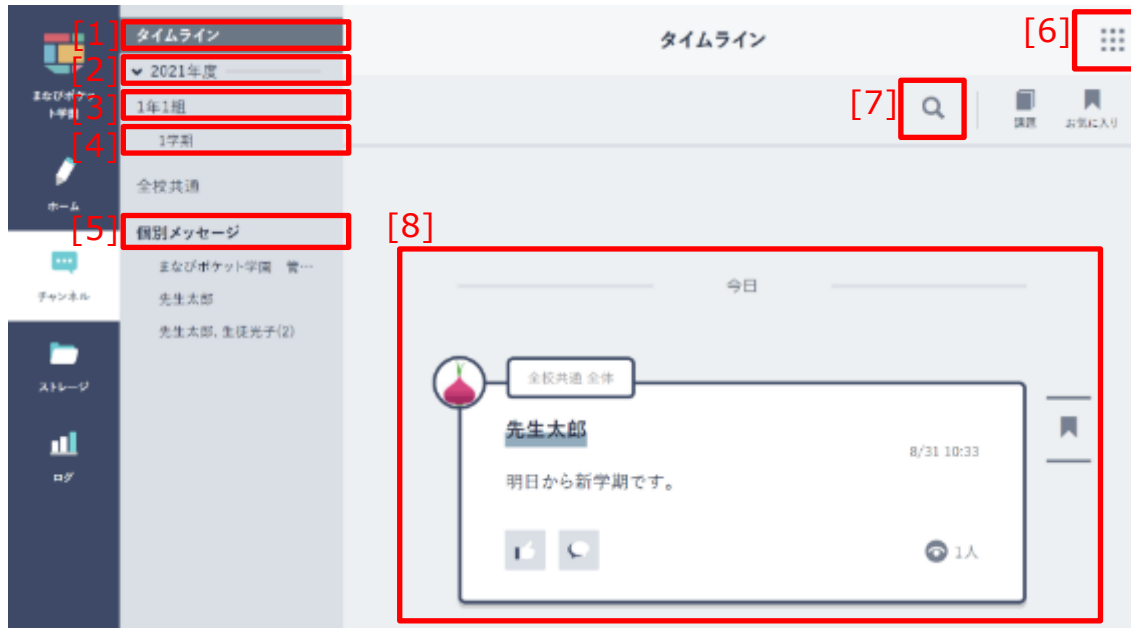 [1]
タイムライン
タイムライン
[6]
[2]
2021年度
まなびポケッ
ト学園
[3]
1年1組
[7]
課題
お気に入り
[4]
1学期
全校共通
ホーム
[5]
個別メッセージ
[8]
まなびポケット学園 管…
今日
チャンネル
先生太郎
先生太郎, 生徒光子(2)
ストレージ
全校共通 全体
先生太郎
8/31 10:33
明日から新学期です。
ログ
1人